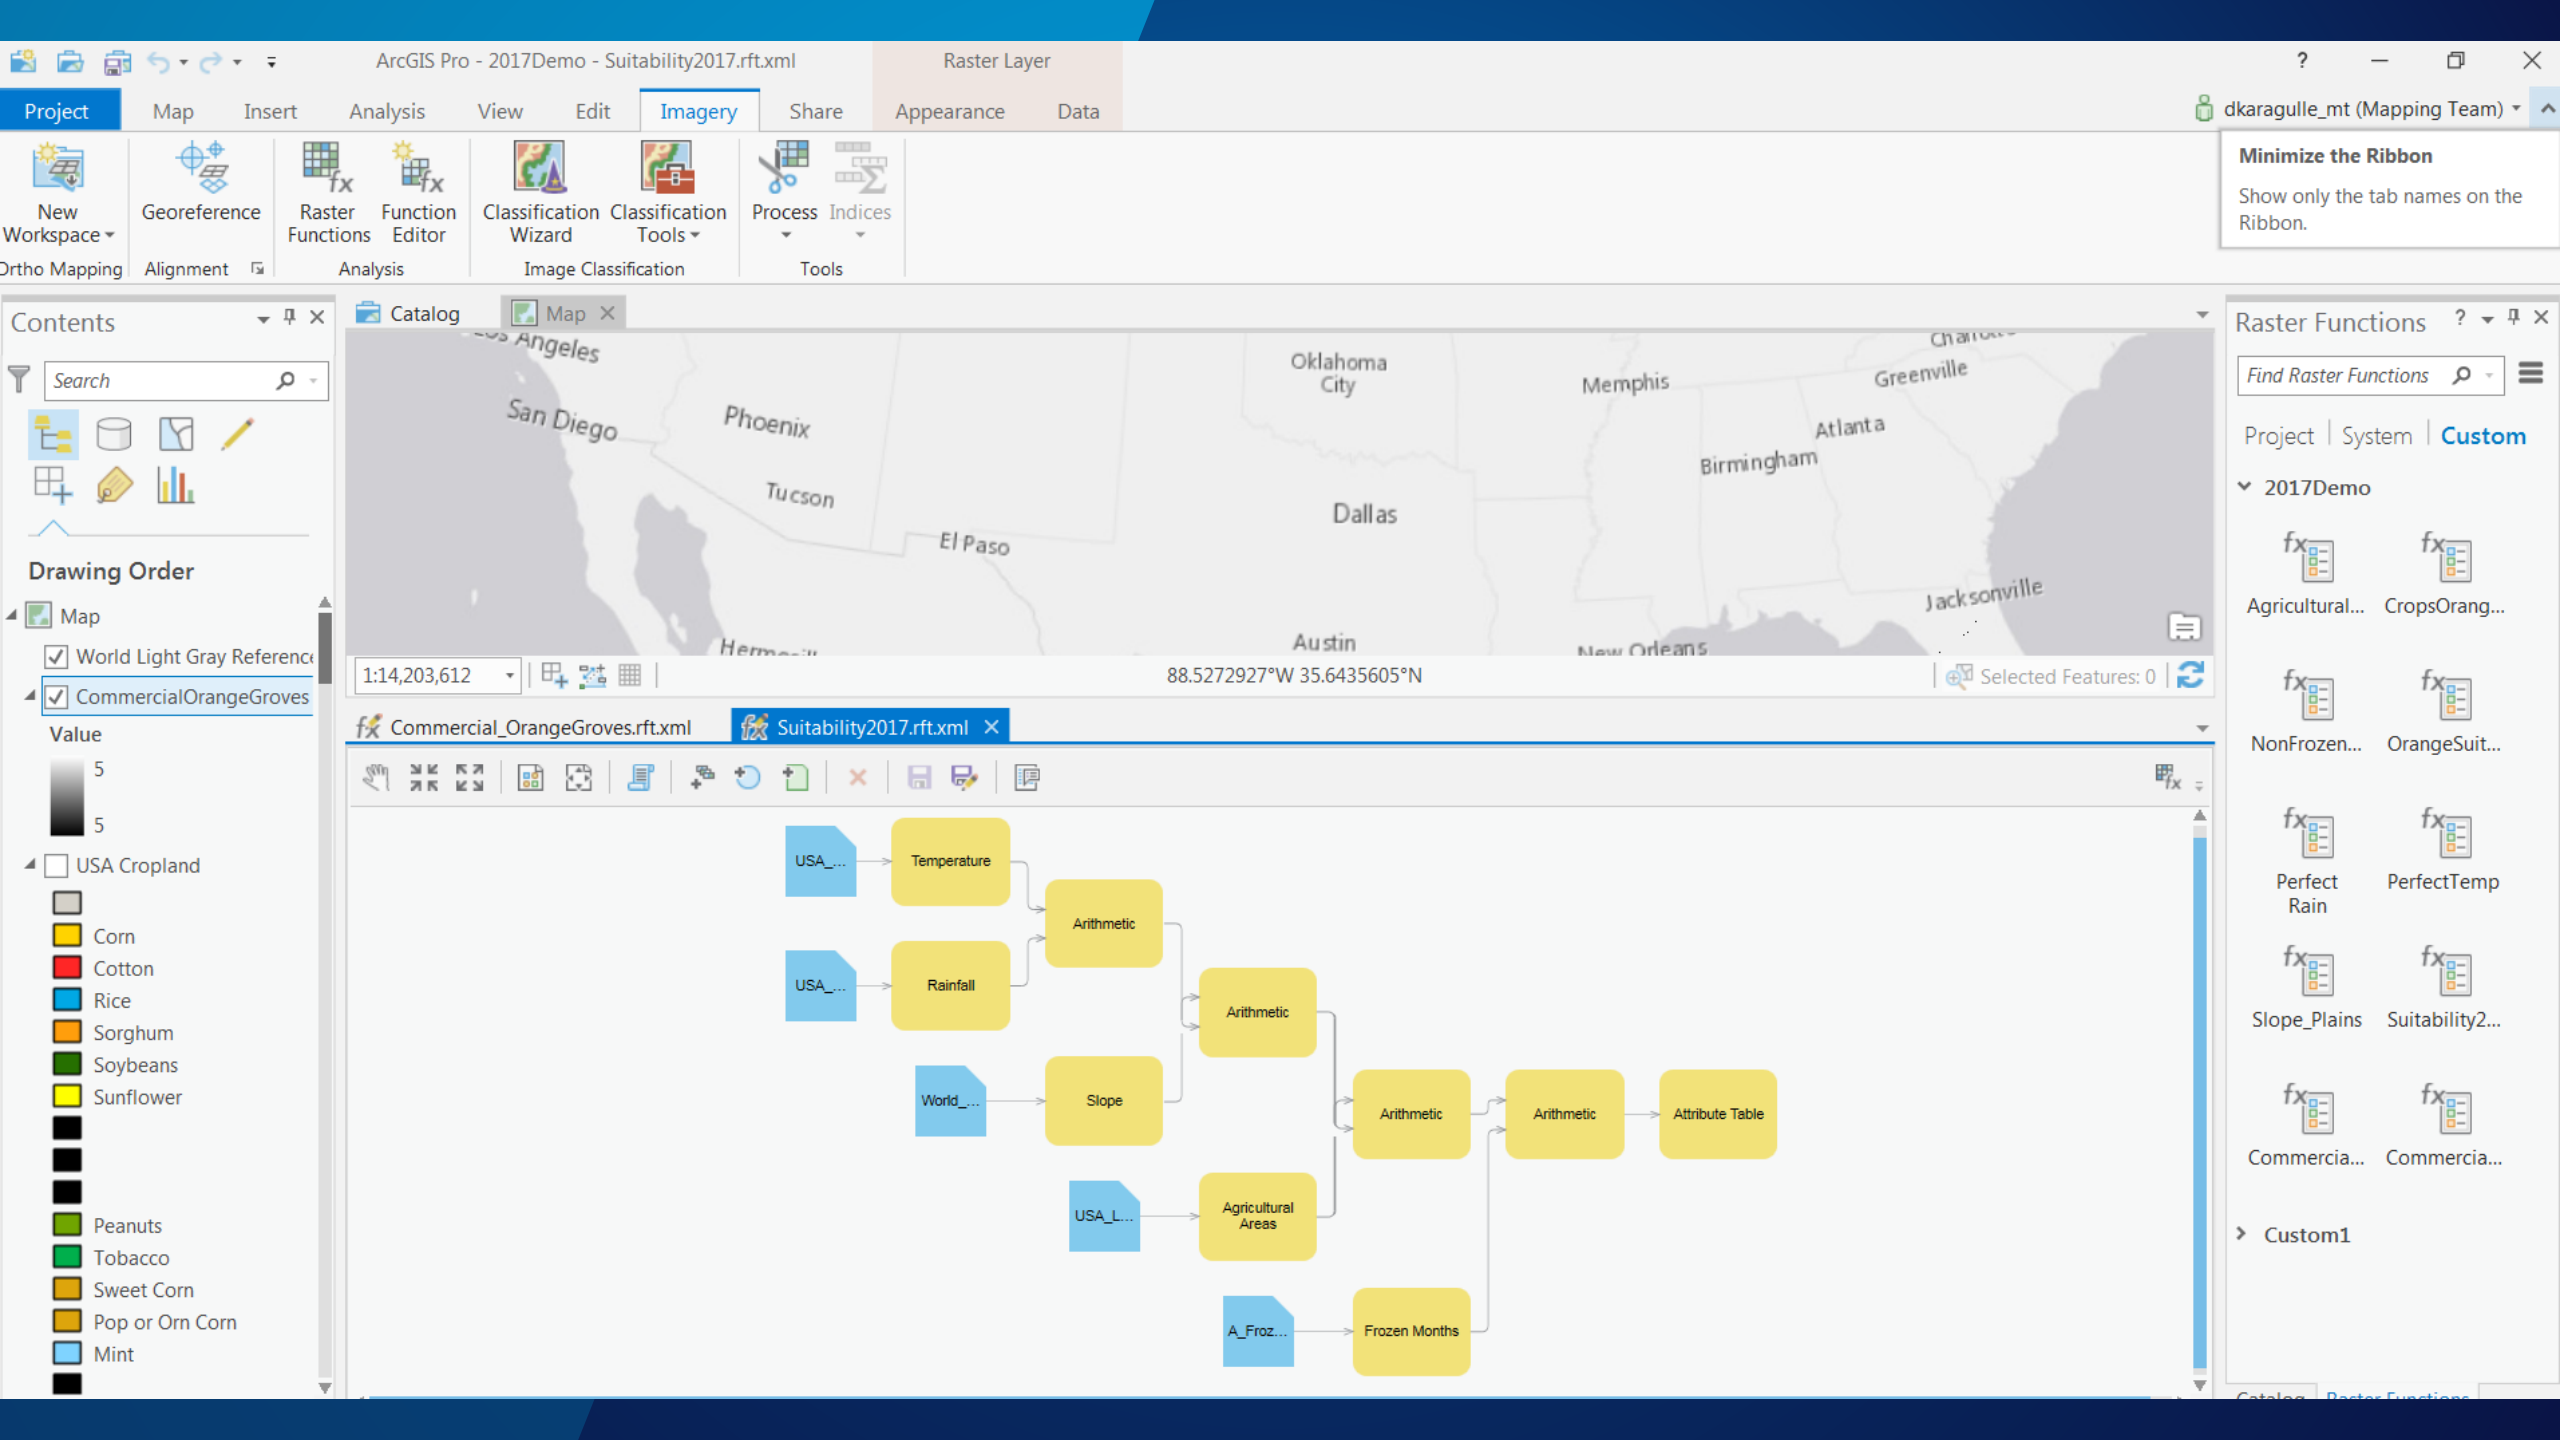 ArcGIS Pro - 2017Demo - Suitability2017.rft.xml
Raster Layer
?
Project
Map
Insert
Analysis
View
Edit
Imagery
Share
Appearance
Data
dkaragulle_mt (Mapping Team)
Minimize the Ribbon
Show only the tab names on the
Ribbon.
New
Workspace
Georeference
Raster
Functions
Function
Editor
Classification
Wizard
Classification
Tools
Process
Indices
Ortho Mapping
Alignment
Analysis
Image Classification
Tools
Contents
Search
Drawing Order
Map
World Light Gray Reference
CommercialOrangeGroves
Value
5
5
USA Cropland
Corn
Cotton
Rice
Sorghum
Soybeans
Sunflower
Peanuts
Tobacco
Sweet Corn
Pop or Orn Corn
Mint
Catalog
Map
Los Angeles
San Diego
Phoenix
Tucson
El Paso
Oklahoma
City
Dallas
Austin
Memphis
Birmingham
Atlanta
Greenville
Jacksonville
New Orleans
1:14,203,612
88.5272927°W 35.6435605°N
Selected Features: 0
Commercial_OrangeGroves.rft.xml
Suitability2017.rft.xml
USA_...
Temperature
Arithmetic
USA_...
Rainfall
Arithmetic
World_...
Slope
Arithmetic
Arithmetic
Attribute Table
USA_L...
Agricultural
Areas
A_Froz...
Frozen Months
Raster Functions
?
Find Raster Functions
Project
System
Custom
2017Demo
Agricultural...
CropsOrang...
NonFrozen...
OrangeSuit...
Perfect
Rain
PerfectTemp
Slope_Plains
Suitability2...
Commercia...
Commercia...
Custom1
Catalog
Raster Functions